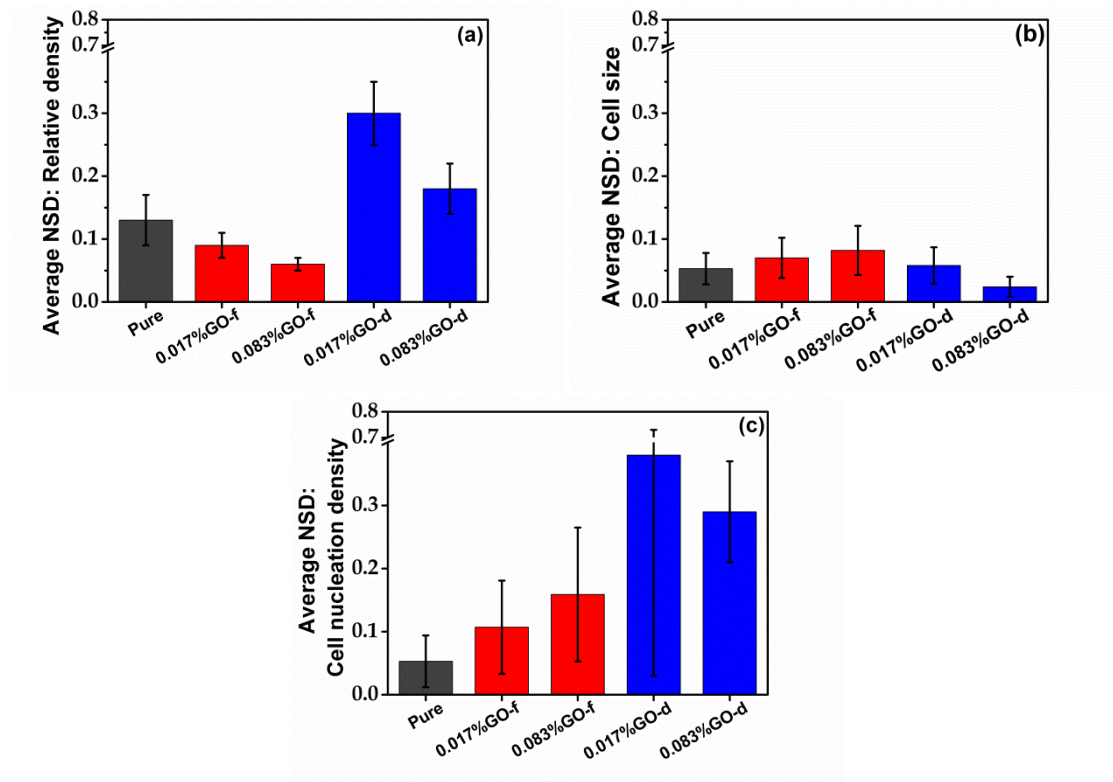 (a)
Average NSD: Relative density
0.8
0.7
0.3
0.2
0.1
0.0
Pure
0.017%GO-f
0.083%GO-f
0.017%GO-d
0.083%GO-d
(b)
Average NSD: Cell size
0.8
0.7
0.3
0.2
0.1
0.0
Pure
0.017%GO-f
0.083%GO-f
0.017%GO-d
0.083%GO-d
(c)
Average NSD:
Cell nucleation density
0.8
0.7
0.3
0.2
0.1
0.0
Pure
0.017%GO-f
0.083%GO-f
0.017%GO-d
0.083%GO-d